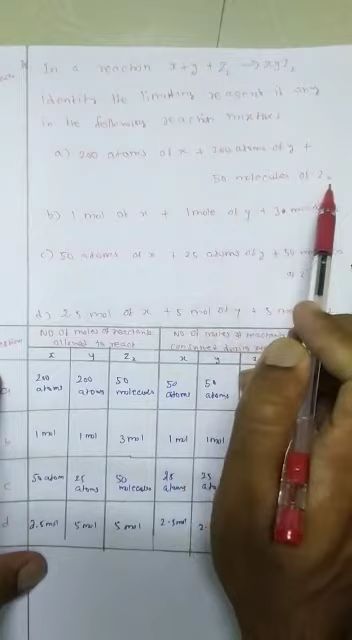 In a reaction x+y+Z₂ → xyZ₂
Identify the limiting reagent if any
in the following reaction mixtures
a) 200 atoms of x + 200 atoms of y +
50 molecules of Z₂
b) 1 mol of x + 1mole of y + 3
c) 50 atoms of x + 25 atoms of y + 50
of
d) 2.5 mol of x + 5 mol of y + 5
No of moles of reactants No of moles of
allowed to react consumed during
x y Z₂ x y
200 atoms 200 atoms 50 molecules 50 atoms 50 atoms
b 1 mol 1 mol 3 mol 1 mol 1 mol
c 50 atom 25 atoms 50 molecules 25 atoms 25
d 2.5 mol 5 mol 5 mol 2.5 mol